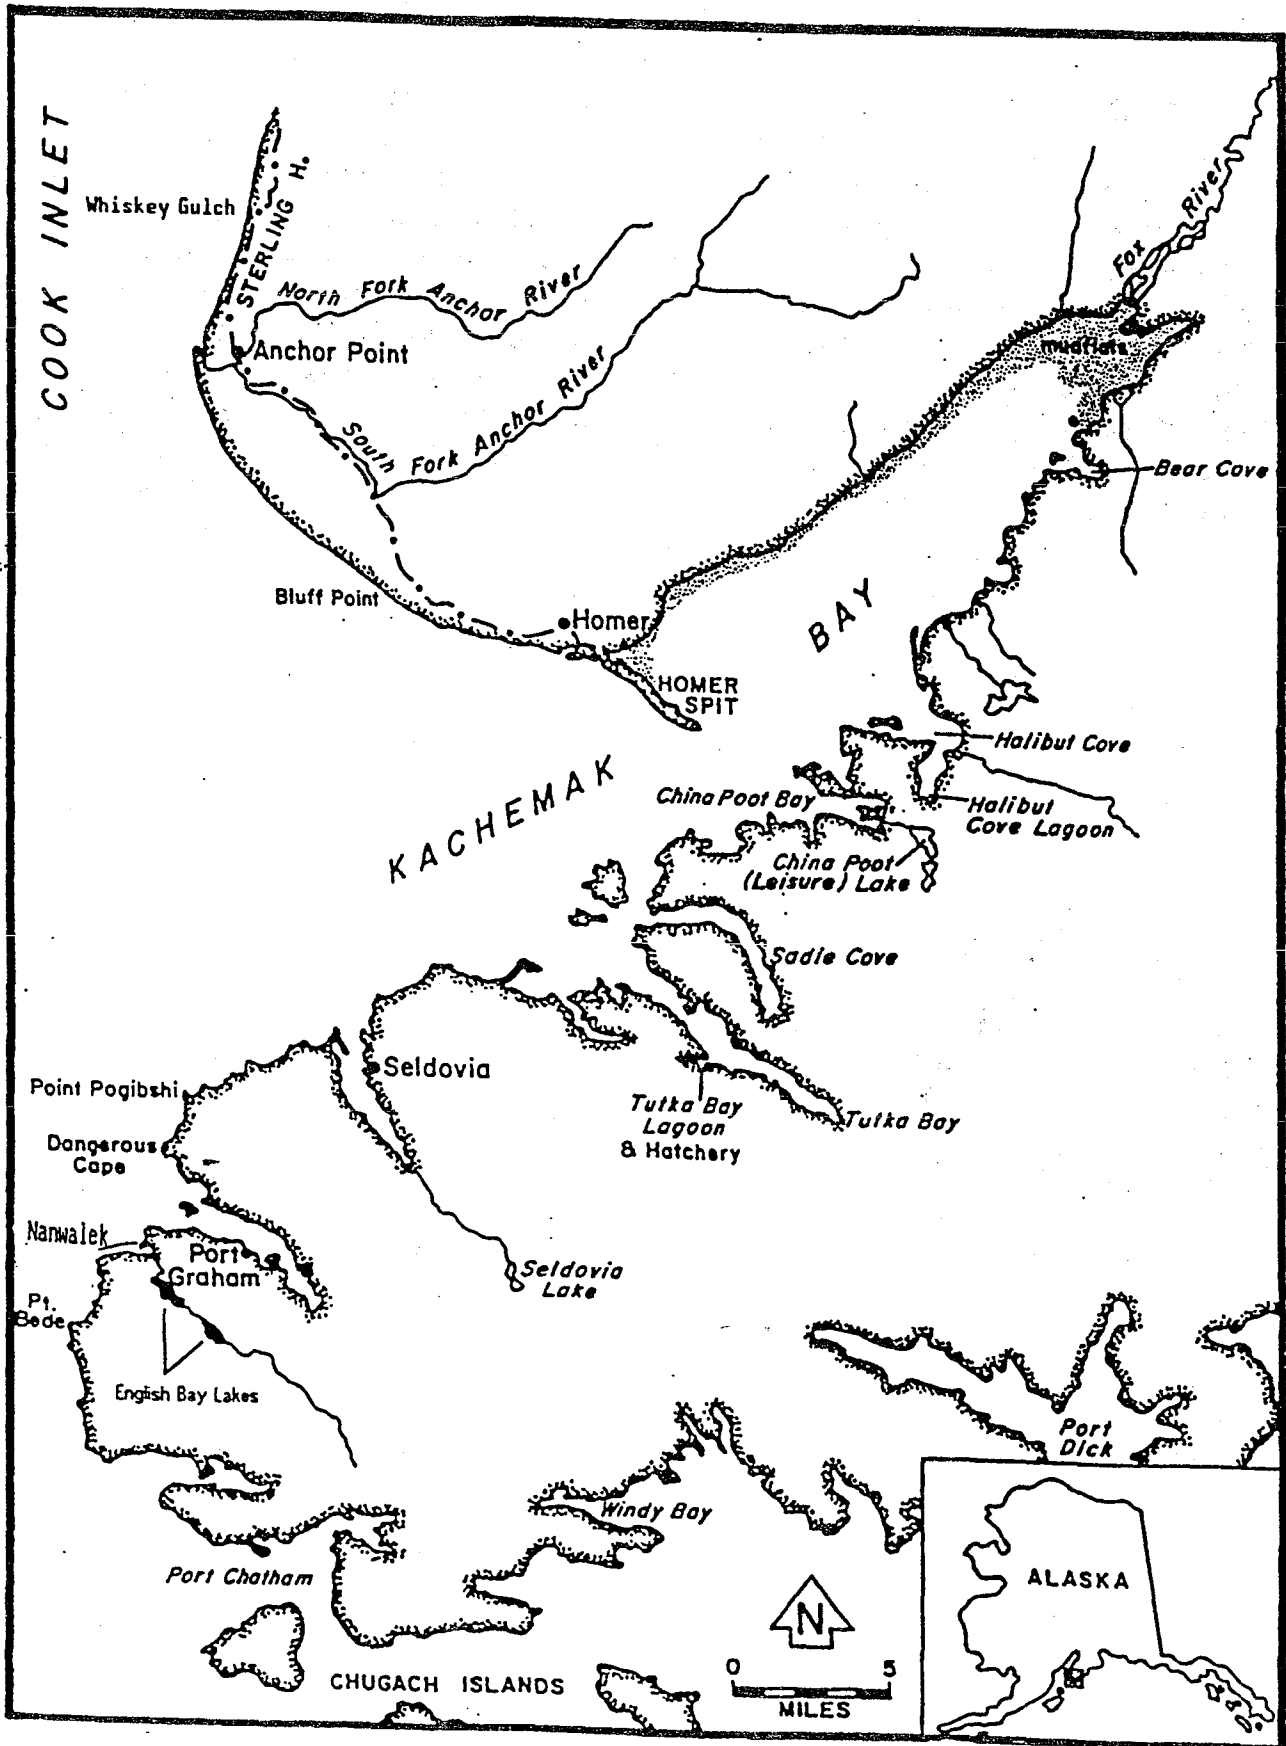 COOK INLET
Whiskey Gulch
STERLING H.
North Fork Anchor River
Anchor Point
South Fork Anchor River
Fox River
mudflats
Bear Cove
Bluff Point
Homer
BAY
HOMER
SPIT
Halibut Cove
KACHEMAK
China Poot Bay
Halibut
Cove Lagoon
China Poot
(Leisure) Lake
Sadie Cove
Seldovia
Point Pogibshi
Tutka Bay
Lagoon
& Hatchery
Tutka Bay
Dangerous
Cape
Nanwalek
Port
Graham
Seldovia
Lake
Pt.
Bede
English Bay Lakes
Port
Dick
Windy Bay
Port Chatham
ALASKA
N
CHUGACH ISLANDS
0 5
MILES